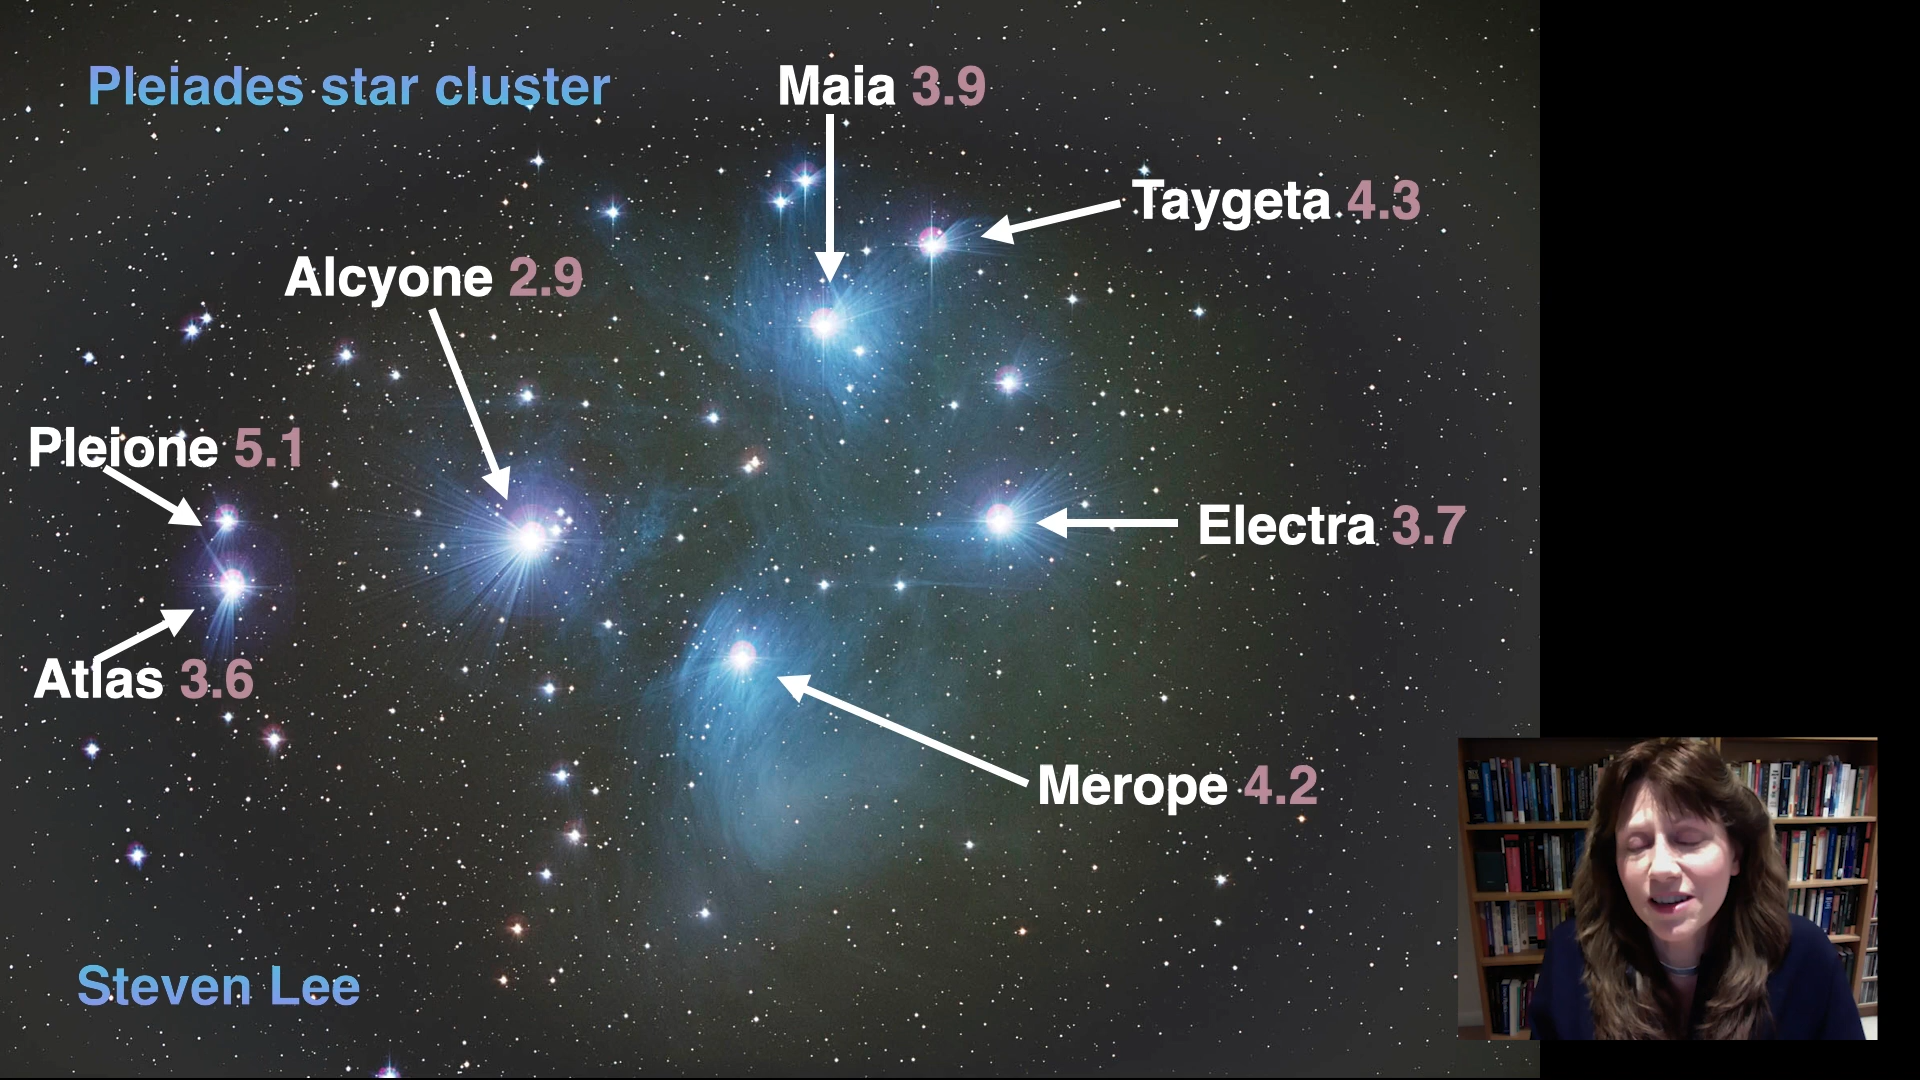 Pleiades star cluster
Maia 3.9
Taygeta 4.3
Alcyone 2.9
Pleione 5.1
Electra 3.7
Atlas 3.6
Merope 4.2
Steven Lee